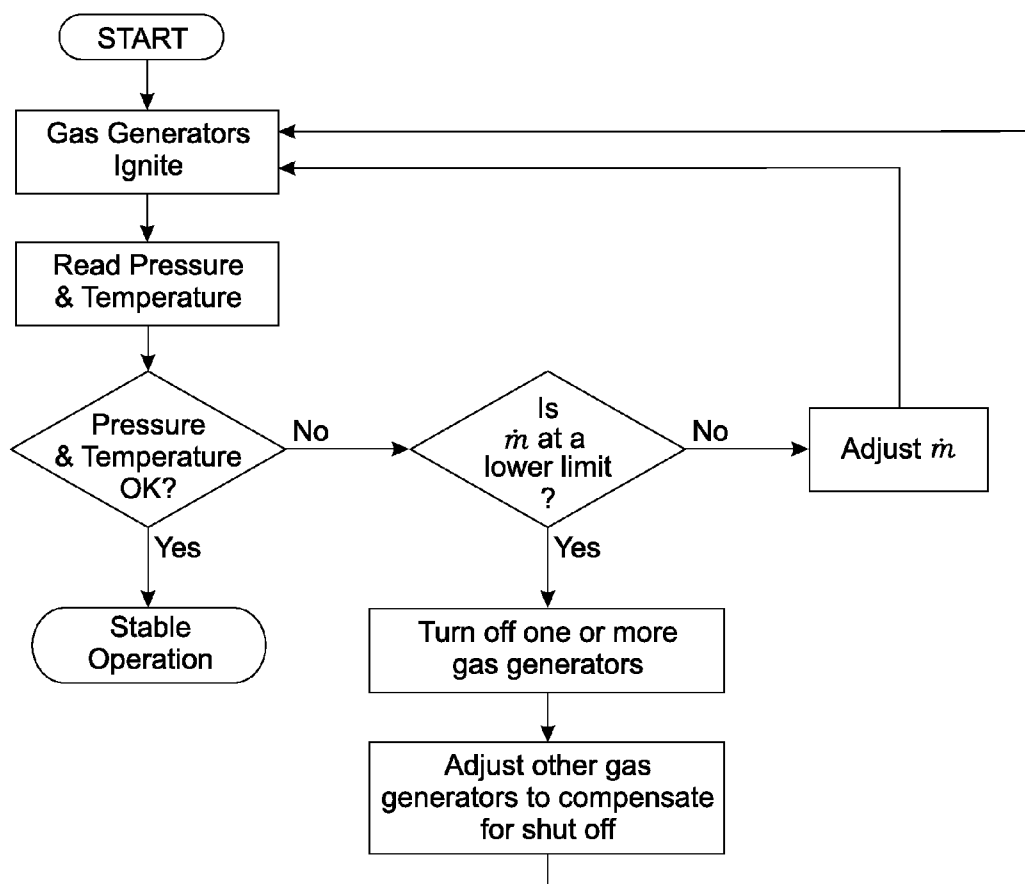 START
Gas Generators
Ignite
Read Pressure
& Temperature
Pressure
& Temperature
OK?
No
Yes
Stable
Operation
Is
ṁ at a
lower limit
?
No
Yes
Adjust ṁ
Turn off one or more
gas generators
Adjust other gas
generators to compensate
for shut off